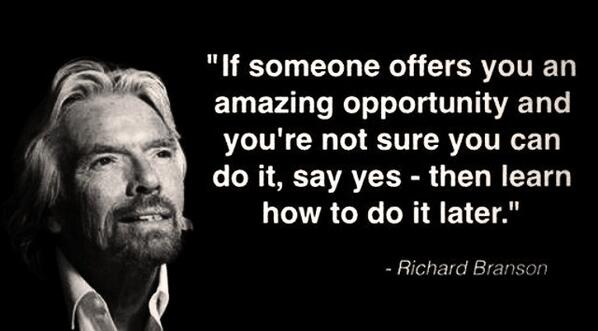 "If someone offers you an
amazing opportunity and
you're not sure you can
do it, say yes - then learn
how to do it later."
- Richard Branson